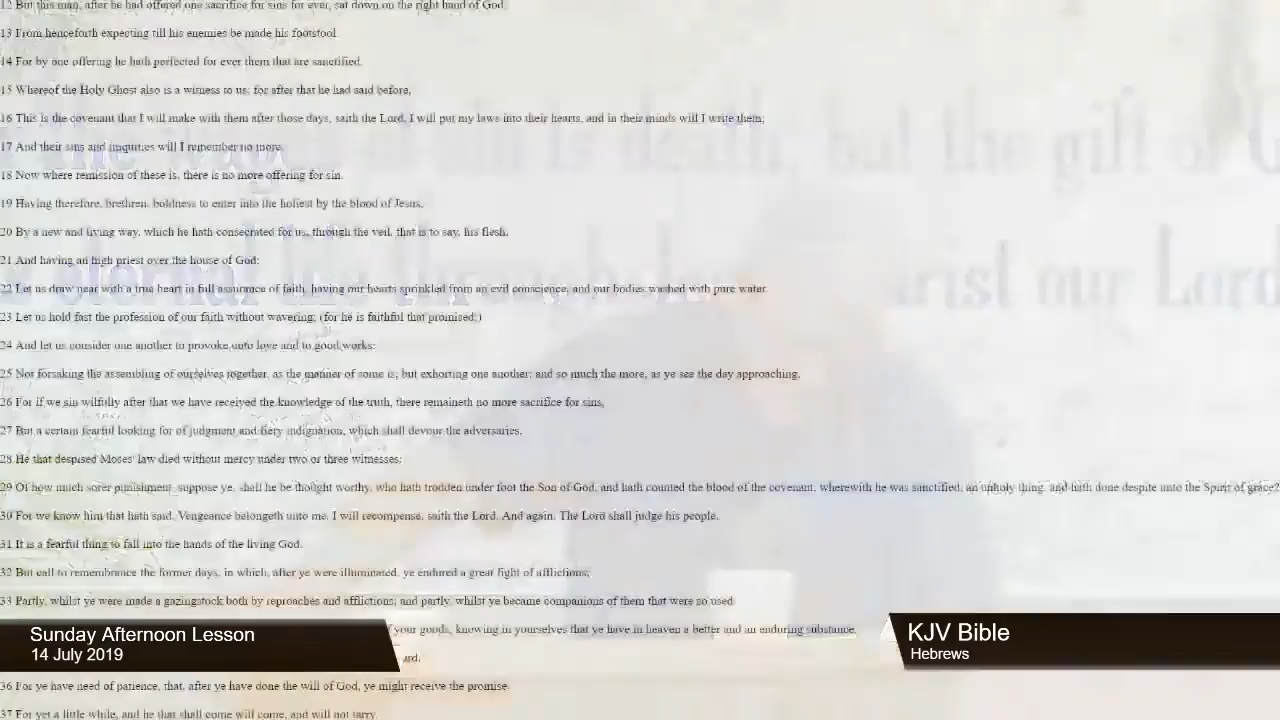 12 But this man, after he had offered one sacrifice for sins for ever, sat down on the right hand of God.
13 From henceforth expecting till his enemies be made his footstool.
14 For by one offering he hath perfected for ever them that are sanctified.
15 Whereof the Holy Ghost also is a witness to us: for after that he had said before,
16 This is the covenant that I will make with them after those days, saith the Lord, I will put my laws into their hearts, and in their minds will I write them;
17 And their sins and iniquities will I remember no more.
18 Now where remission of these is, there is no more offering for sin.
19 Having therefore, brethren, boldness to enter into the holiest by the blood of Jesus,
20 By a new and living way, which he hath consecrated for us, through the veil, that is to say, his flesh;
21 And having an high priest over the house of God;
22 Let us draw near with a true heart in full assurance of faith, having our hearts sprinkled from an evil conscience, and our bodies washed with pure water.
23 Let us hold fast the profession of our faith without wavering; (for he is faithful that promised;)
24 And let us consider one another to provoke unto love and to good works:
25 Not forsaking the assembling of ourselves together, as the manner of some is; but exhorting one another: and so much the more, as ye see the day approaching.
26 For if we sin wilfully after that we have received the knowledge of the truth, there remaineth no more sacrifice for sins,
27 But a certain fearful looking for of judgment and fiery indignation, which shall devour the adversaries.
28 He that despised Moses' law died without mercy under two or three witnesses:
29 Of how much sorer punishment, suppose ye, shall he be thought worthy, who hath trodden under foot the Son of God, and hath counted the blood of the covenant, wherewith he was sanctified, an unholy thing, and hath done despite unto the Spirit of grace?
30 For we know him that hath said, Vengeance belongeth unto me, I will recompense, saith the Lord. And again, The Lord shall judge his people.
31 It is a fearful thing to fall into the hands of the living God.
32 But call to remembrance the former days, in which, after ye were illuminated, ye endured a great fight of afflictions;
33 Partly, whilst ye were made a gazingstock both by reproaches and afflictions; and partly, whilst ye became companions of them that were so used.
your goods, knowing in yourselves that ye have in heaven a better and an enduring substance.
ard.
36 For ye have need of patience, that, after ye have done the will of God, ye might receive the promise.
37 For yet a little while, and he that shall come will come, and will not tarry.
is death, but the gift of
eternal life through
rist our Lord
Sunday Afternoon Lesson
14 July 2019
KJV Bible
Hebrews